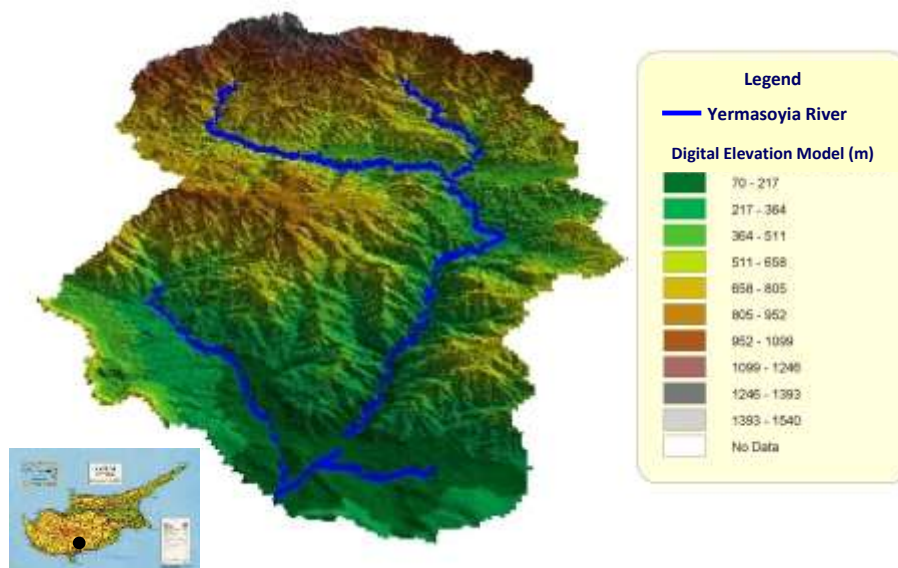 Legend
Yermasoyia River
Digital Elevation Model (m)
70 - 217
217 - 364
364 - 511
511 - 658
658 - 805
805 - 952
952 - 1099
1099 - 1246
1246 - 1393
1393 - 1540
No Data